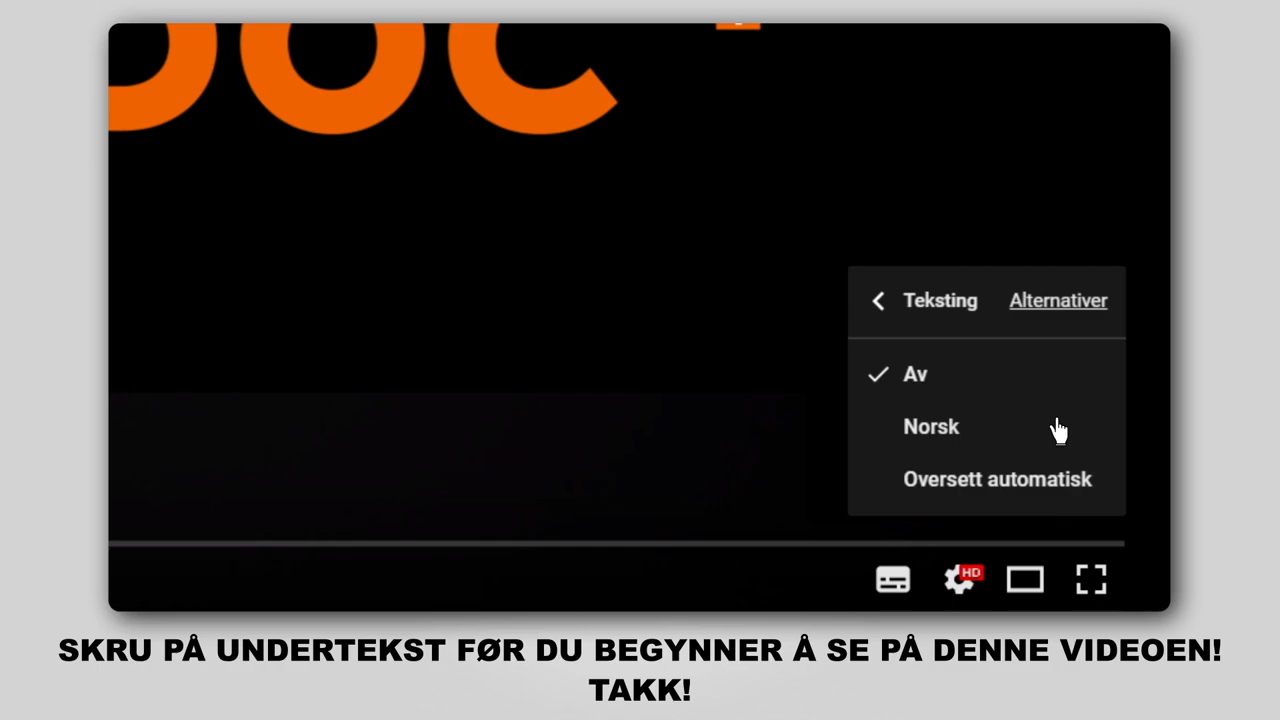 Teksting Alternativer
Av
Norsk
Oversett automatisk
HD
SKRU PÅ UNDERTEKST FØR DU BEGYNNER Å SE PÅ DENNE VIDEOEN!
TAKK!